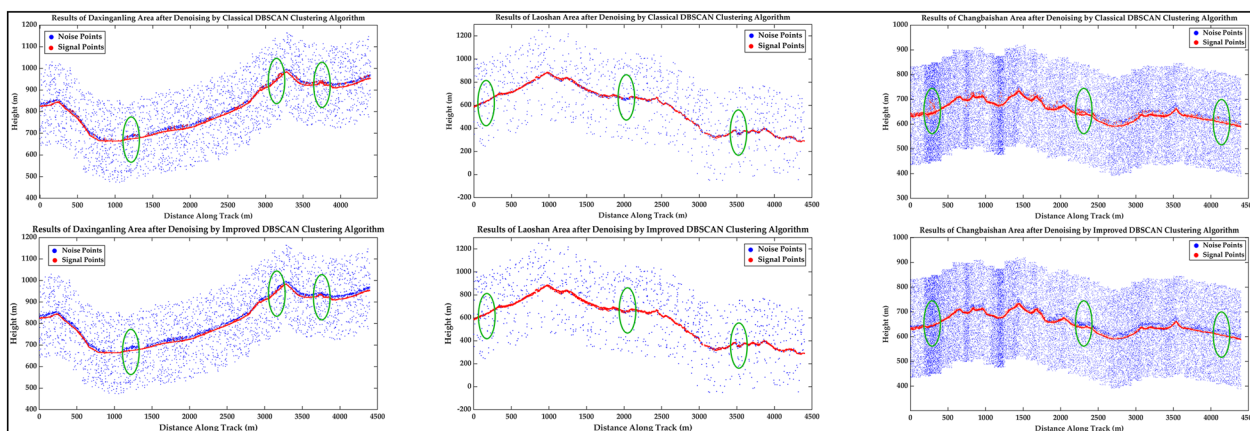 Results of Daxinganling Area after Denoising by Classical DBSCAN Clustering Algorithm
Noise Points
Signal Points
Height (m)
1200
1100
1000
900
800
700
600
500
400
0 500 1000 1500 2000 2500 3000 3500 4000 4500
Distance Along Track (m)
Results of Laoshan Area after Denoising by Classical DBSCAN Clustering Algorithm
Noise Points
Signal Points
Height (m)
1200
1000
800
600
400
200
0
-200
0 500 1000 1500 2000 2500 3000 3500 4000 4500
Distance Along Track (m)
Results of Changbaishan Area after Denoising by Classical DBSCAN Clustering Algorithm
Noise Points
Signal Points
Height (m)
1000
900
800
700
600
500
400
300
0 500 1000 1500 2000 2500 3000 3500 4000 450
Distance Along Track (m)
Results of Daxinganling Area after Denoising by Improved DBSCAN Clustering Algorithm
Noise Points
Signal Points
Height (m)
1200
1100
1000
900
800
700
600
500
400
0 500 1000 1500 2000 2500 3000 3500 4000 4500
Distance Along Track (m)
Results of Laoshan Area after Denoising by Improved DBSCAN Clustering Algorithm
Noise Points
Signal Points
Height (m)
1200
1000
800
600
400
200
0
-200
0 500 1000 1500 2000 2500 3000 3500 4000 4500
Distance Along Track (m)
Results of Changbaishan Area after Denoising by Improved DBSCAN Clustering Algorithm
Noise Points
Signal Points
Height (m)
1000
900
800
700
600
500
400
300
0 500 1000 1500 2000 2500 3000 3500 4000 450
Distance Along Track (m)